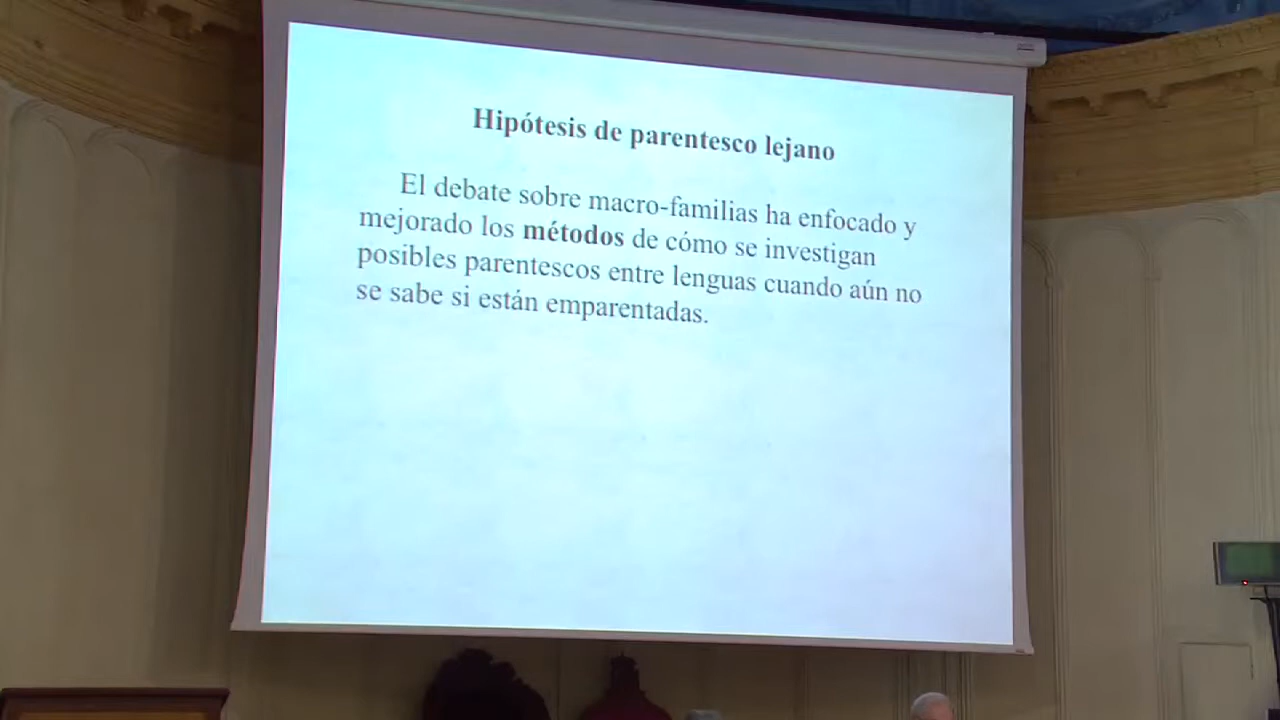 Hipótesis de parentesco lejano
El debate sobre macro-familias ha enfocado y
mejorado los métodos de cómo se investigan
posibles parentescos entre lenguas cuando aún no
se sabe si están emparentadas.